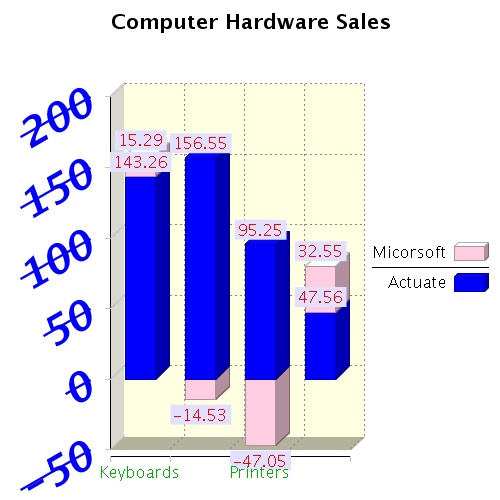 Computer Hardware Sales
200
150
100
50
0
-50
15.29
143.26
156.55
-14.53
95.25
-47.05
32.55
47.56
Keyboards
Printers
Micorsoft
Actuate